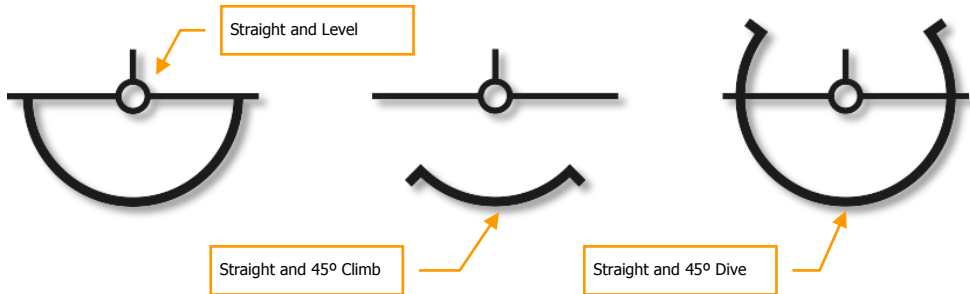 Straight and Level
Straight and 45º Climb
Straight and 45º Dive